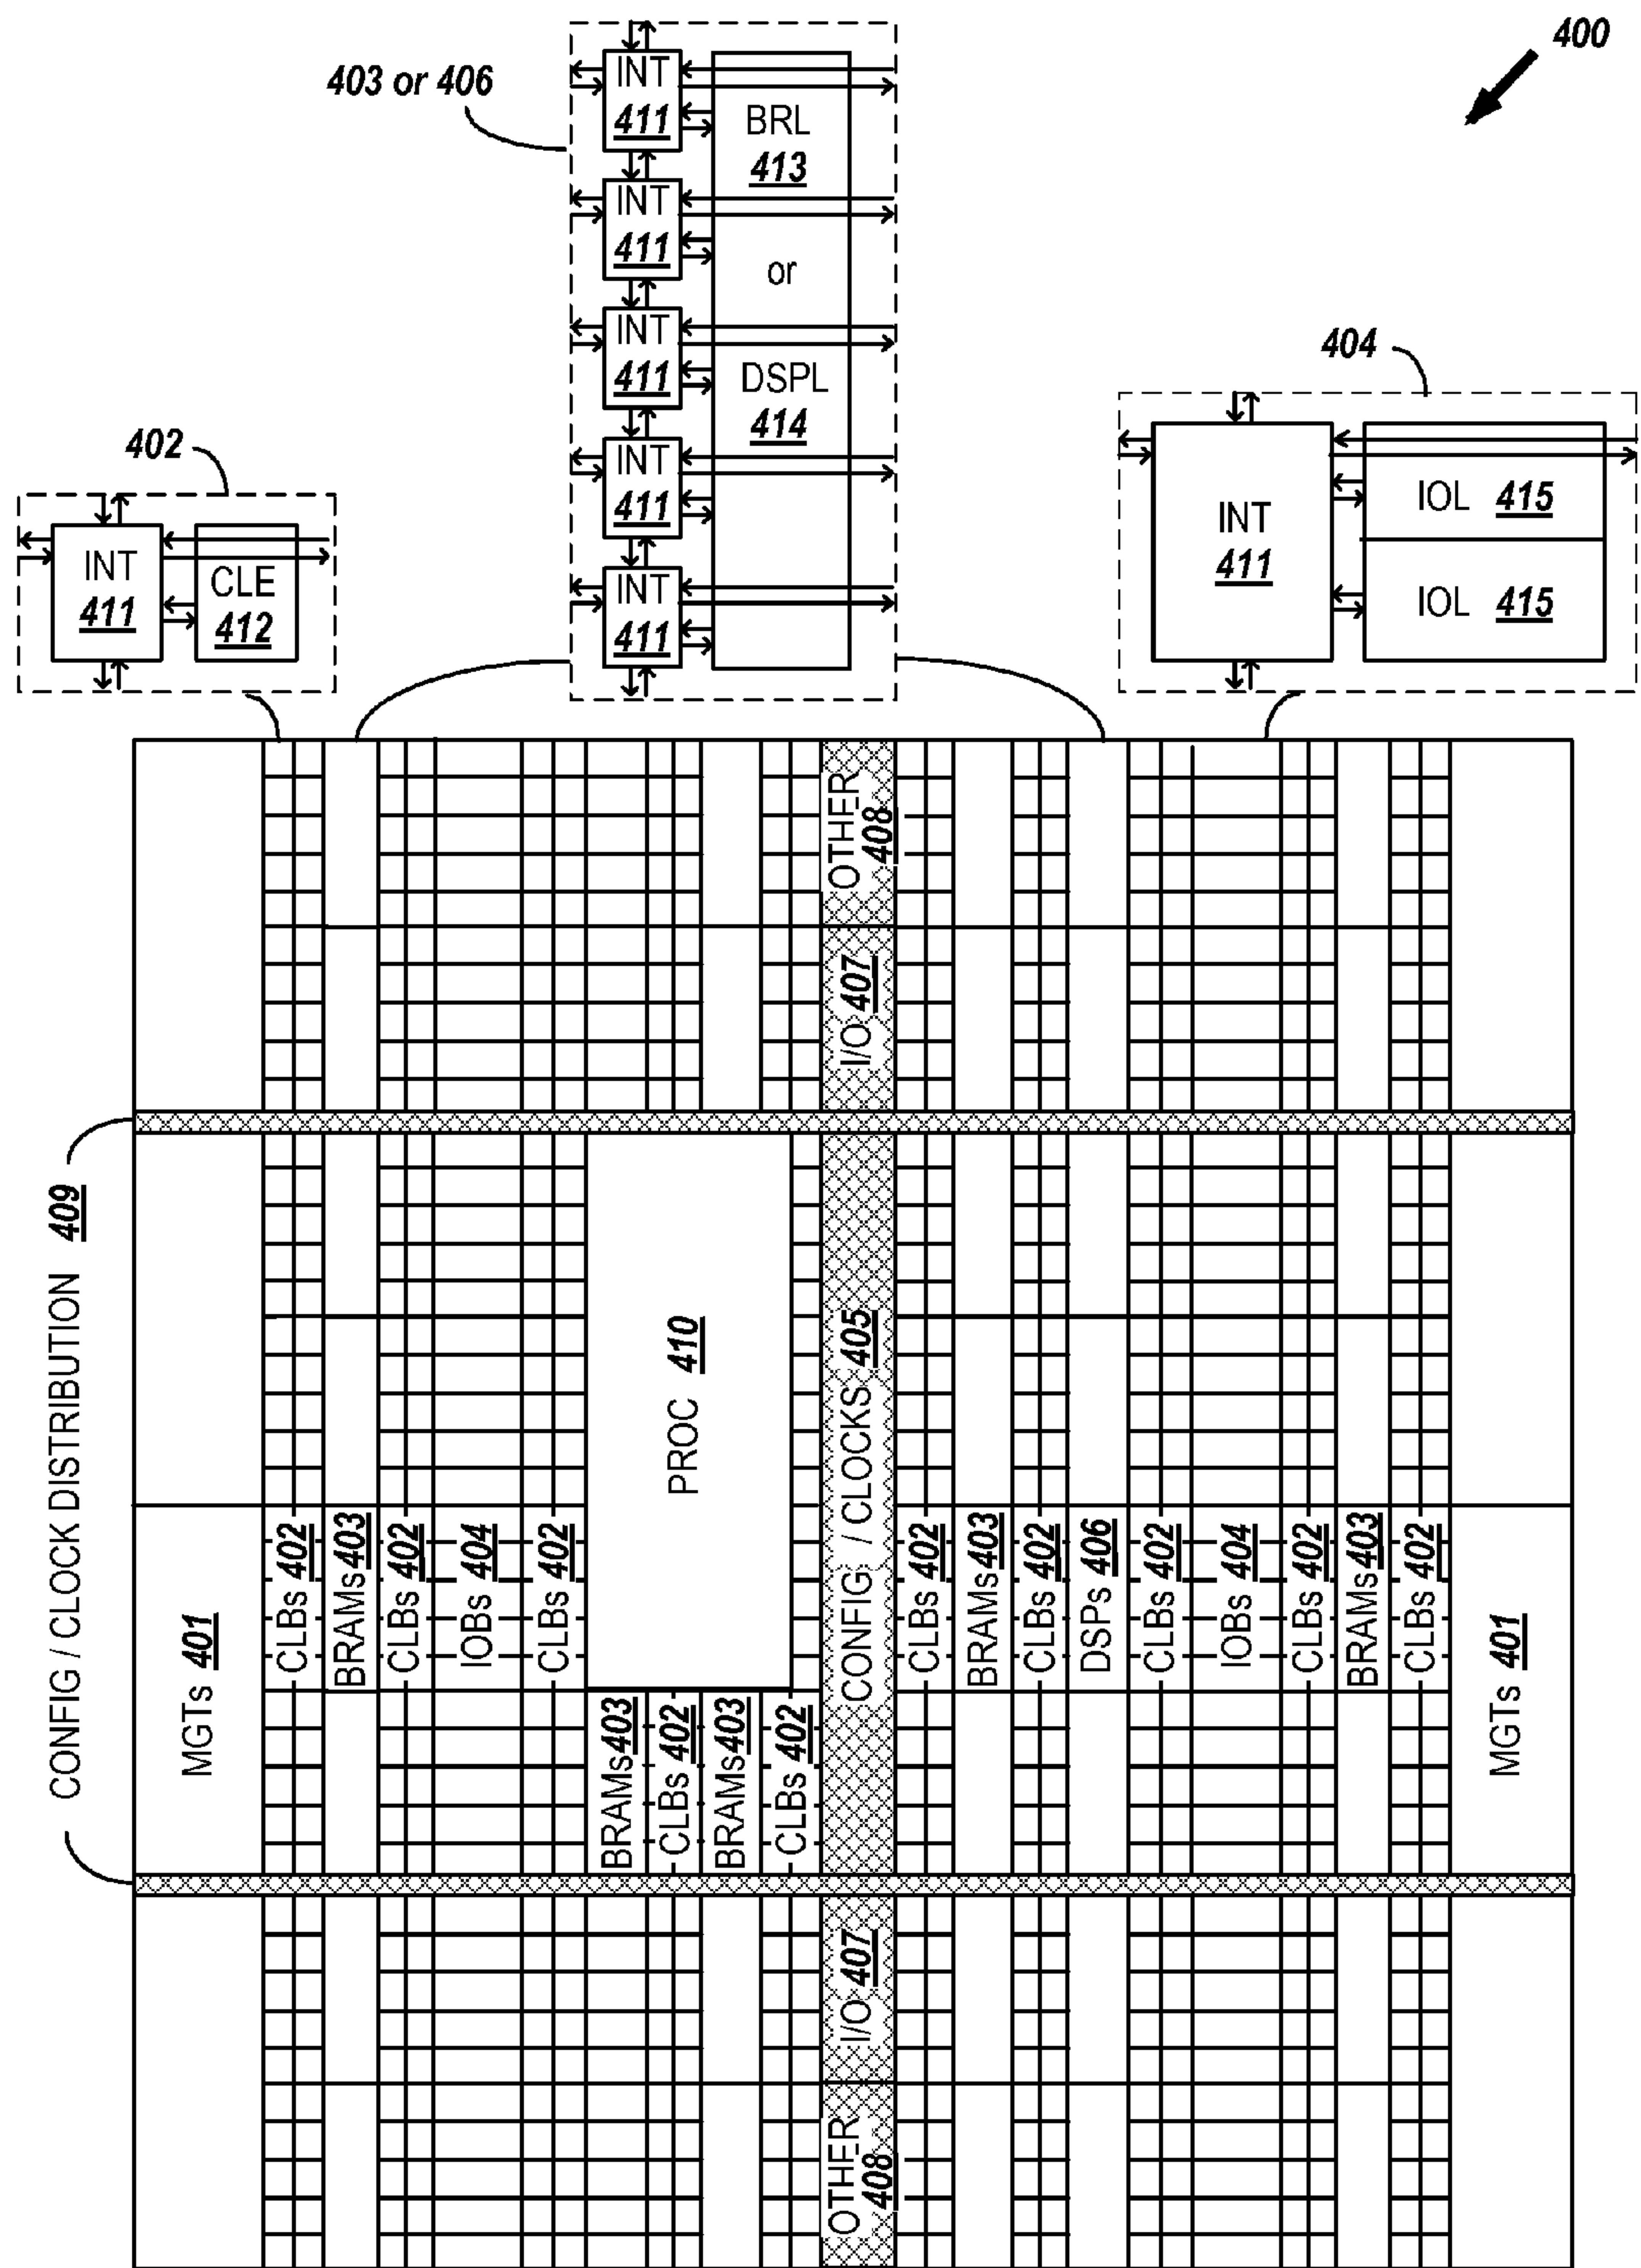 400
403 or 406
INT
411
INT
411
INT
411
INT
411
INT
411
BRL
413
or
DSPL
414
404
INT
411
IOL 415
IOL 415
402
INT
411
CLE
412
OTHER
408
I/O 407
CONFIG / CLOCK DISTRIBUTION 409
PROC 410
CONFIG / CLOCKS 405
MGTs 401
CLBs 402
BRAMs 403
CLBs 402
IOBs 404
CLBs 402
BRAMs 403
CLBs 402
BRAMs 403
CLBs 402
CLBs 402
BRAMs 403
CLBs 402
DSPs 406
CLBs 402
IOBs 404
CLBs 402
BRAMs 403
CLBs 402
MGTs 401
I/O 407
OTHER
408